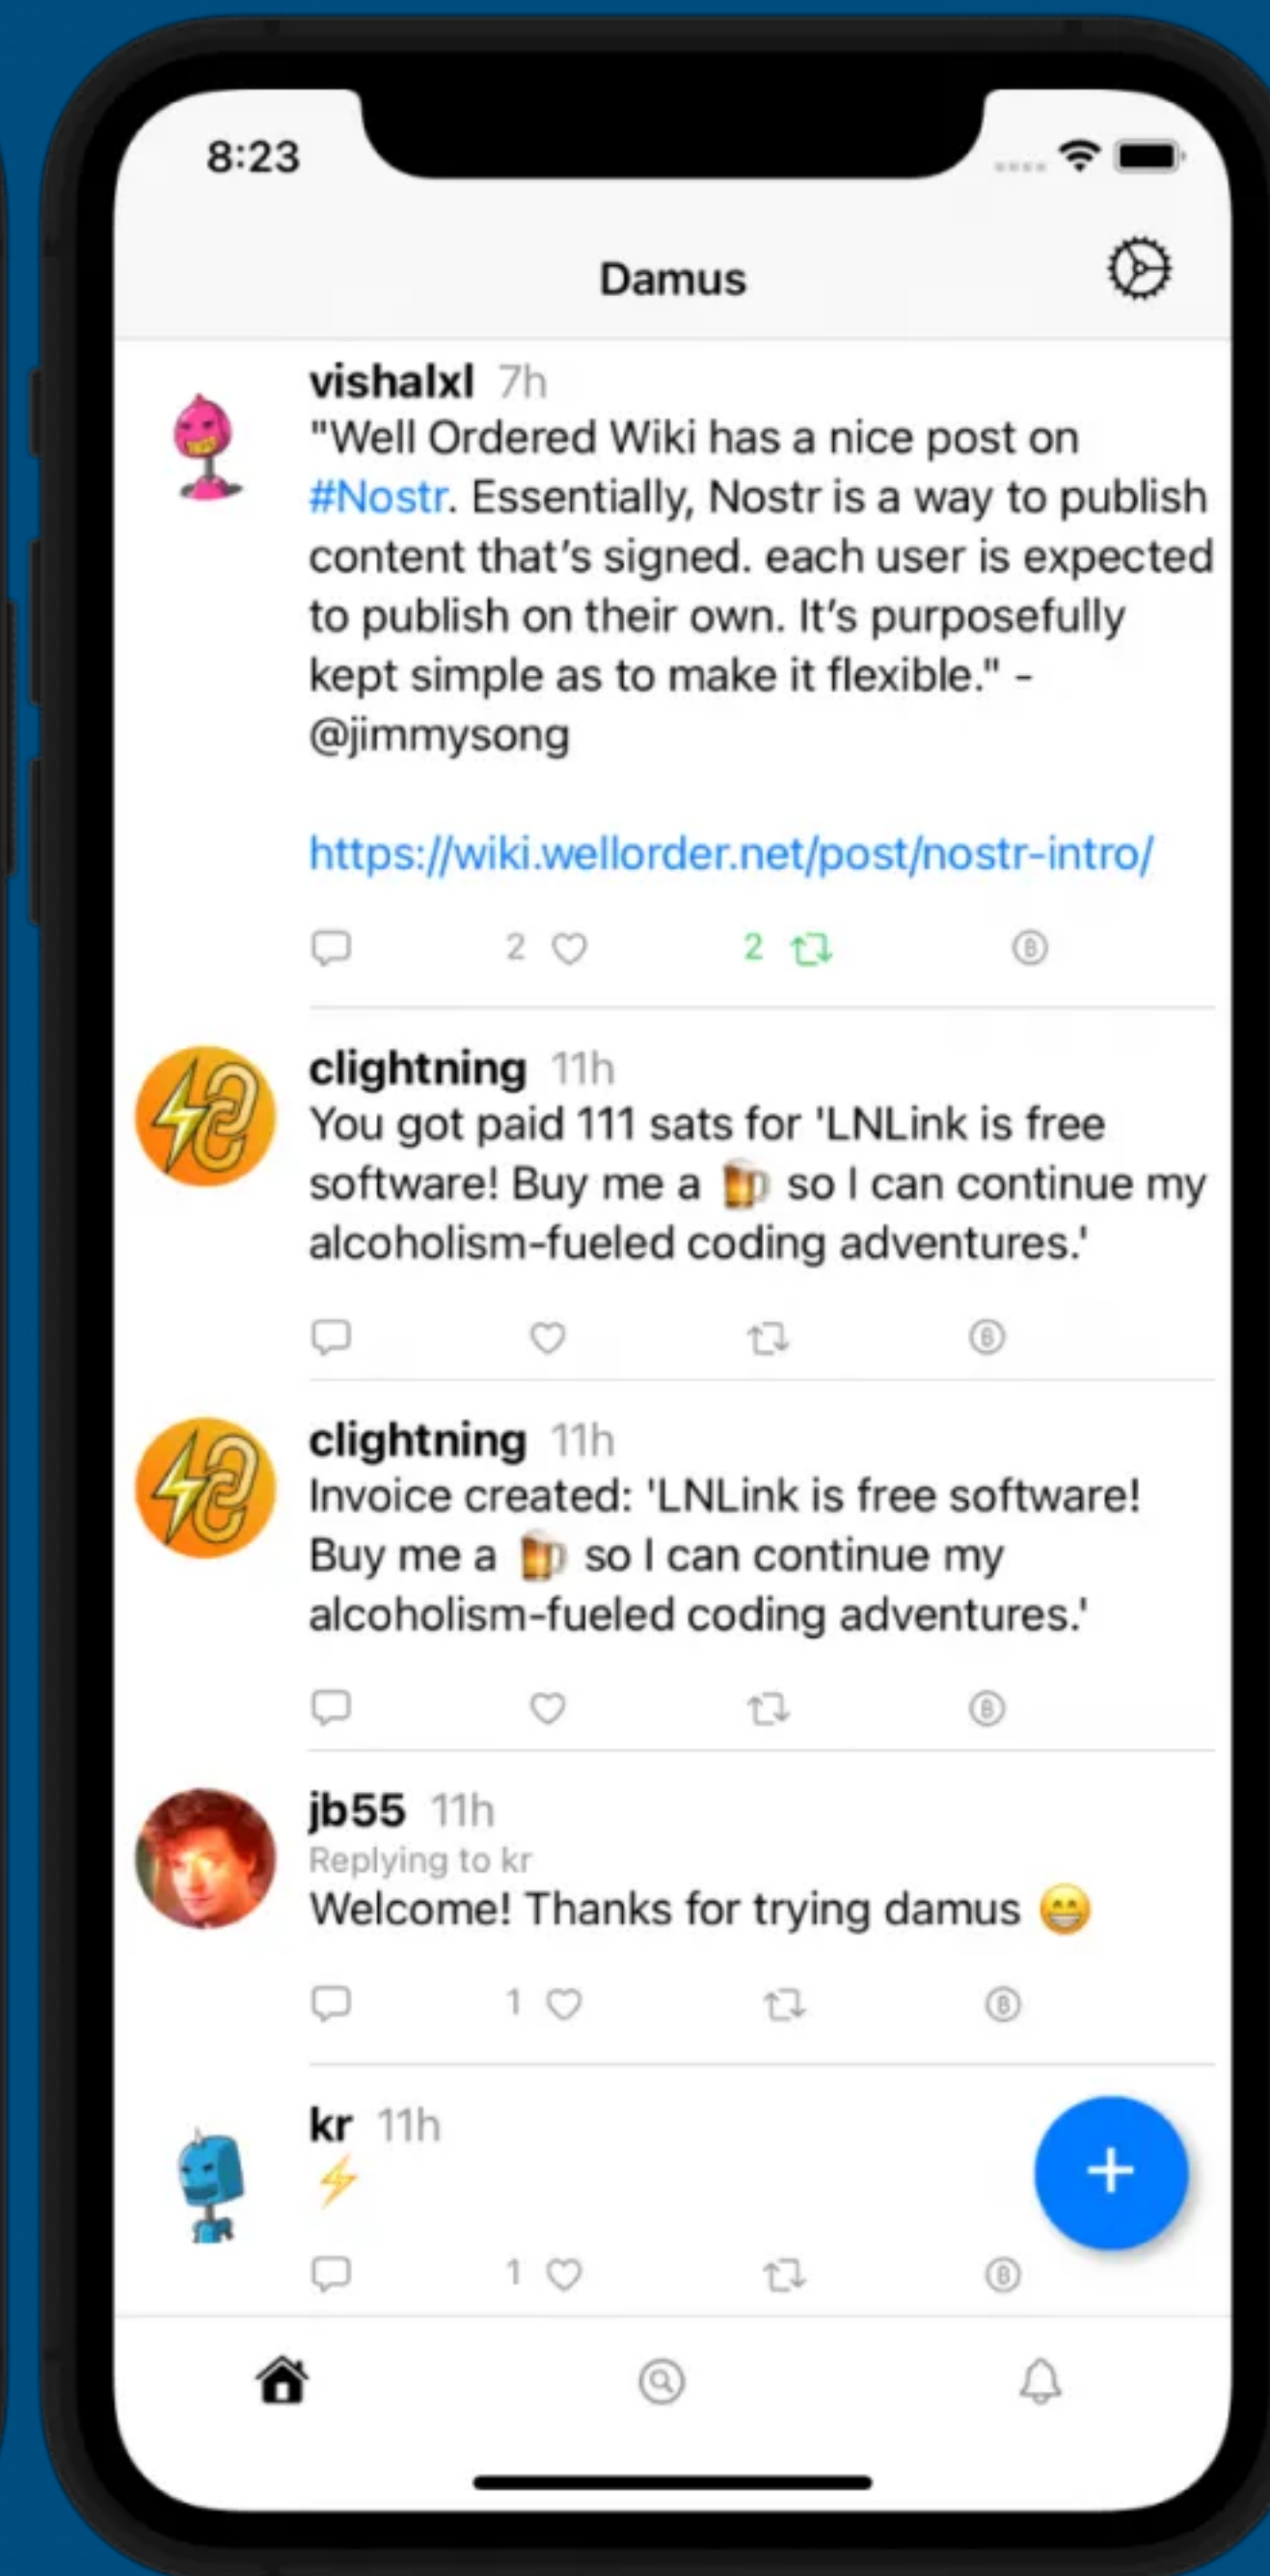 8:23
Damus
vishalxl 7h
"Well Ordered Wiki has a nice post on
#Nostr. Essentially, Nostr is a way to publish
content that’s signed. each user is expected
to publish on their own. It’s purposefully
kept simple as to make it flexible." -
@jimmysong
https://wiki.wellorder.net/post/nostr-intro/
2 2
clightning 11h
You got paid 111 sats for 'LNLink is free
software! Buy me a 🍺 so I can continue my
alcoholism-fueled coding adventures.'
clightning 11h
Invoice created: 'LNLink is free software!
Buy me a 🍺 so I can continue my
alcoholism-fueled coding adventures.'
jb55 11h
Replying to kr
Welcome! Thanks for trying damus 😁
1
kr 11h
⚡
1